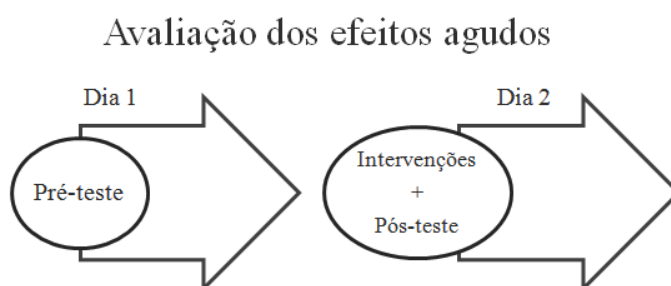 Avaliação dos efeitos agudos
Dia 1
Pré-teste
Dia 2
Intervenções
+
Pós-teste